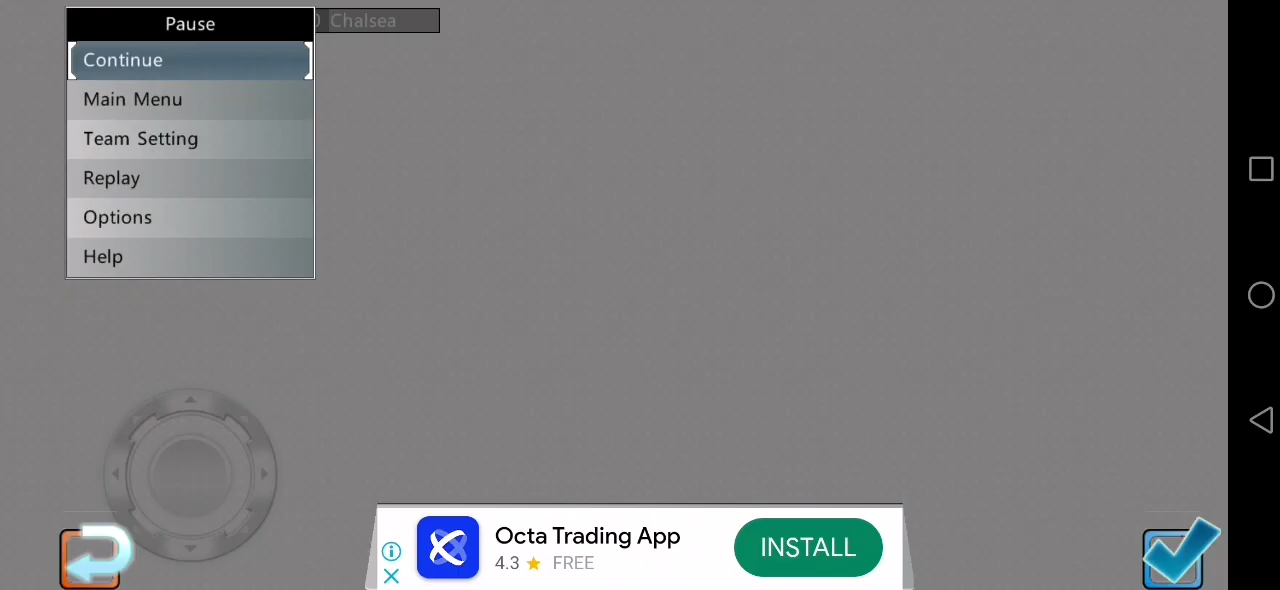 Pause
Chalsea
Continue
Main Menu
Team Setting
Replay
Options
Help
Octa Trading App
4.3 ★ FREE
INSTALL